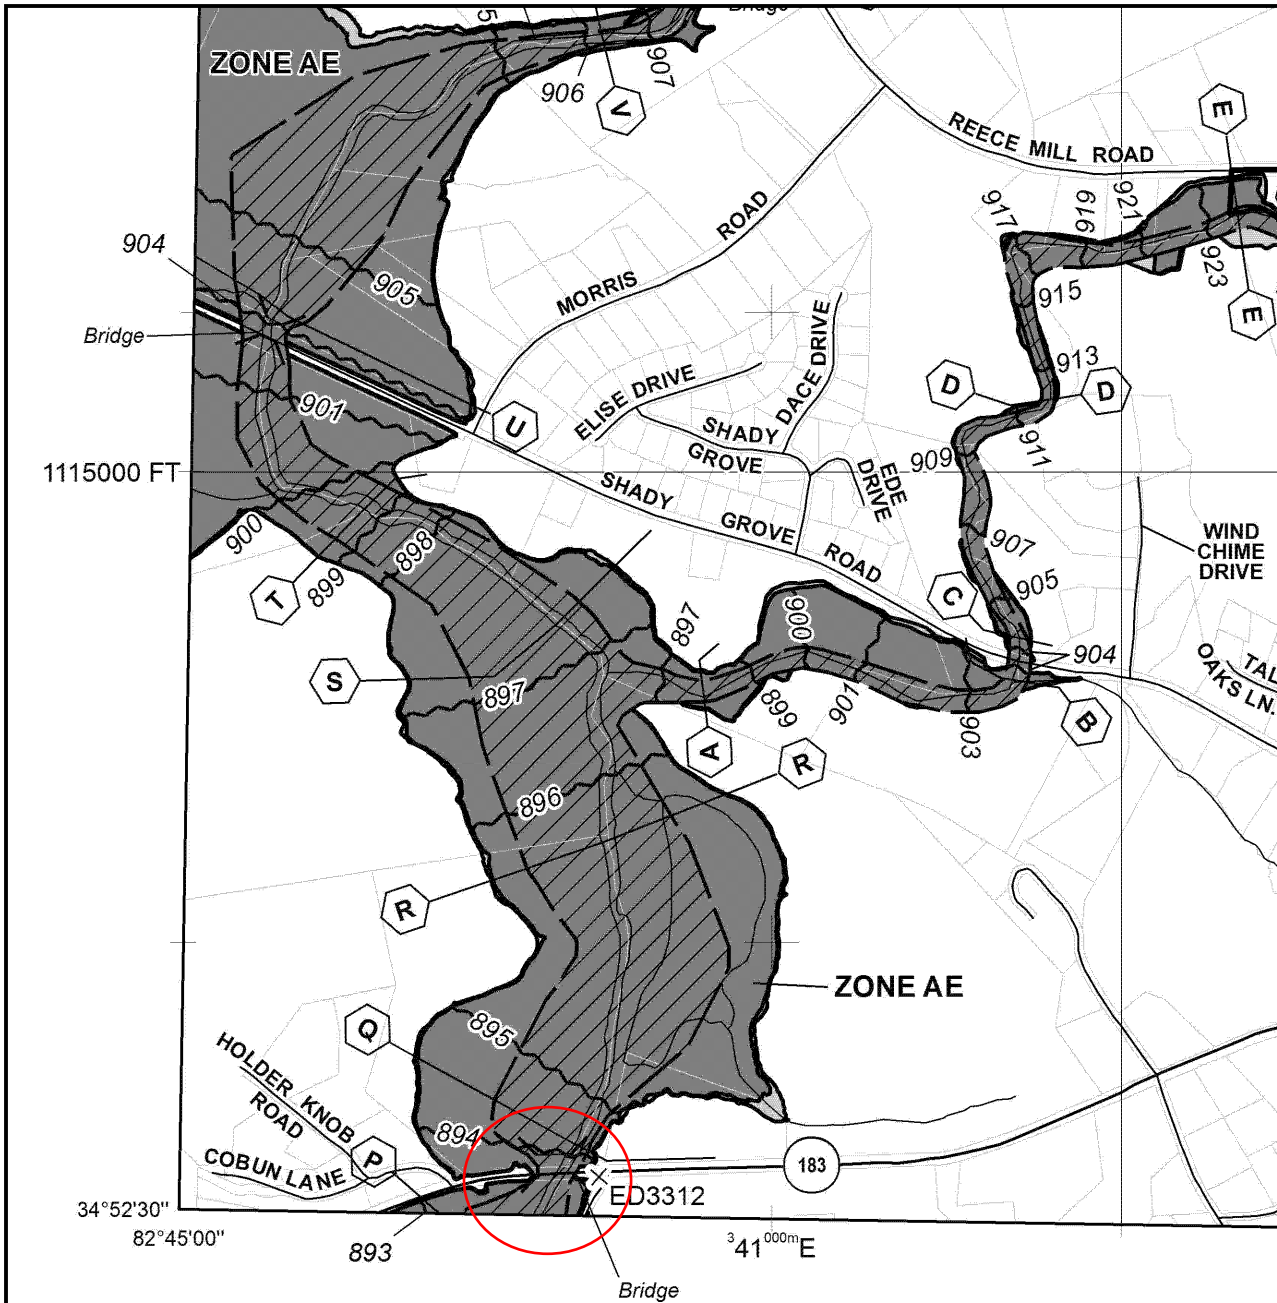 Bridge
5
ZONE AE
907
906
V
E
REECE MILL ROAD
921
919
917
904
ROAD
923
905
MORRIS
915
E
Bridge
DACE DRIVE
913
ELISE DRIVE
D
D
901
U
SHADY
GROVE
911
909
1115000 FT
EDE
DRIVE
SHADY
GROVE
ROAD
WIND
CHIME
DRIVE
900
898
907
899
T
905
C
897
900
904
S
TAL
OAKS LN.
897
901
899
B
903
A
R
896
R
ZONE AE
895
Q
HOLDER KNOB
ROAD
894
COBUN LANE
P
183
ED3312
34°52'30"
82°45'00"
893
341000mE
Bridge